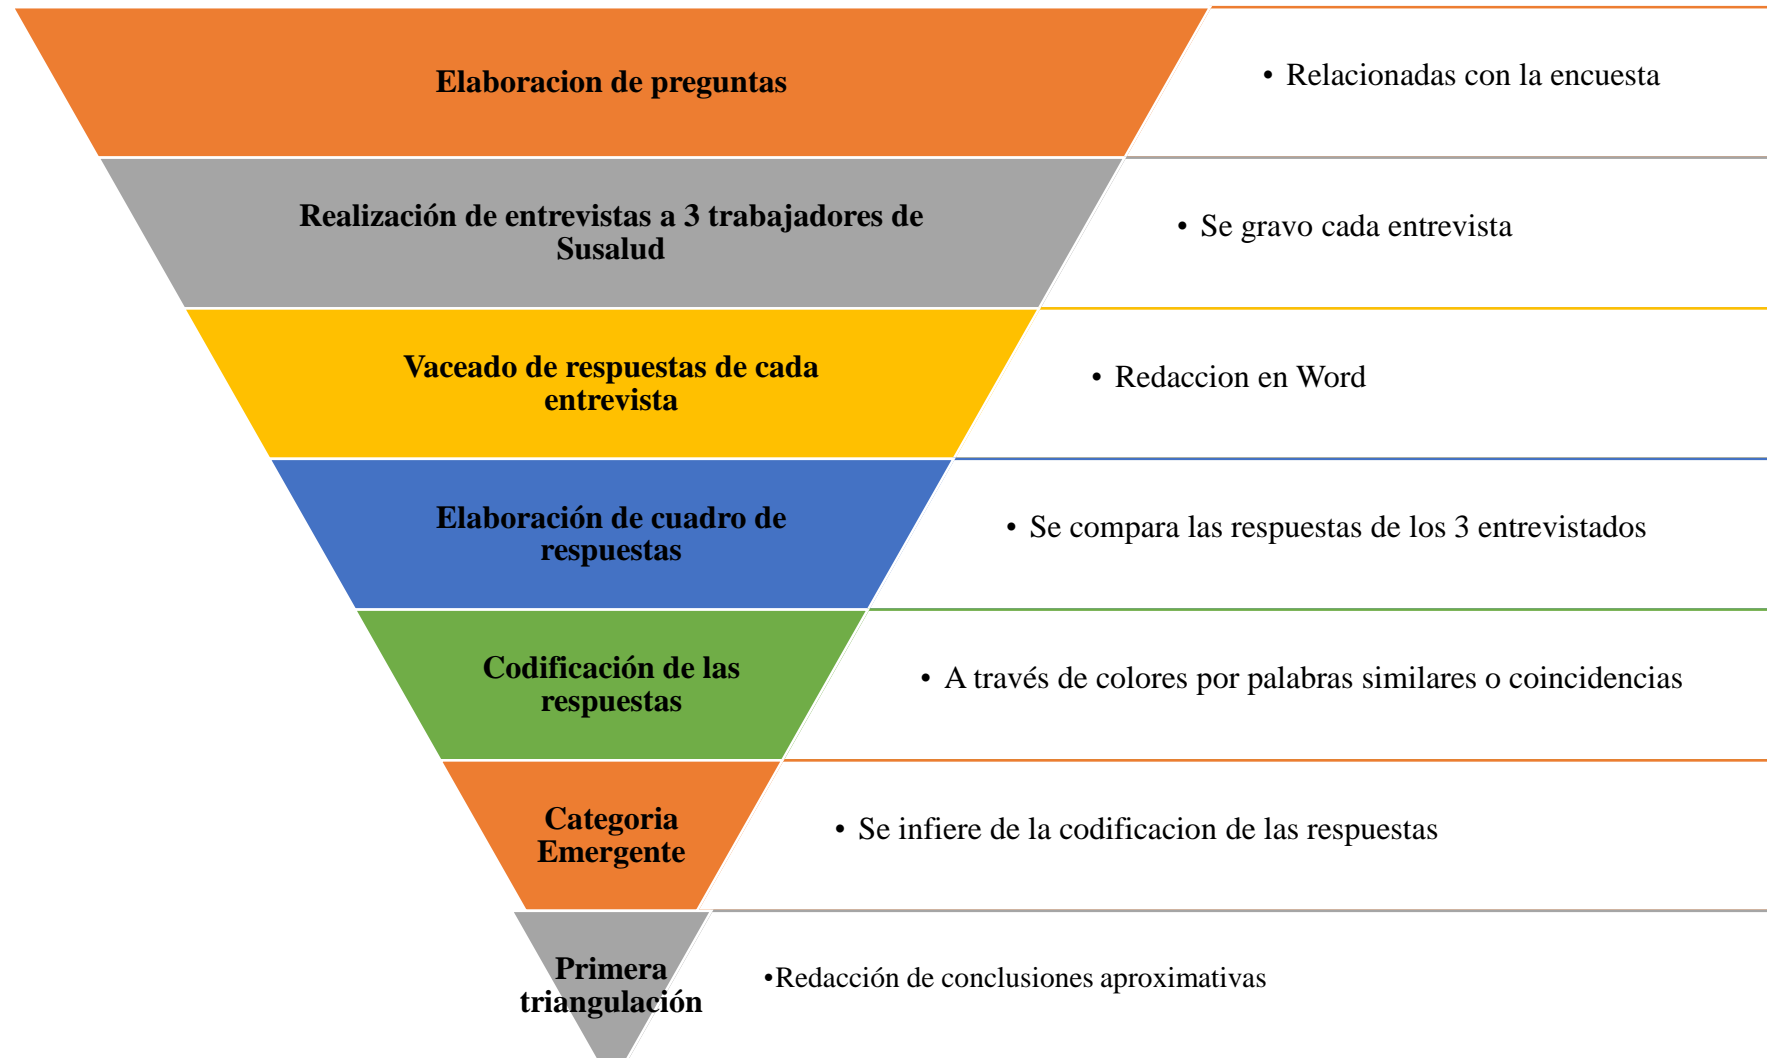 Elaboracion de preguntas
• Relacionadas con la encuesta
Realización de entrevistas a 3 trabajadores de
Susalud
• Se gravo cada entrevista
Vaceado de respuestas de cada
entrevista
• Redaccion en Word
Elaboración de cuadro de
respuestas
• Se compara las respuestas de los 3 entrevistados
Codificación de las
respuestas
• A través de colores por palabras similares o coincidencias
Categoria
Emergente
• Se infiere de la codificacion de las respuestas
Primera
triangulación
•Redacción de conclusiones aproximativas